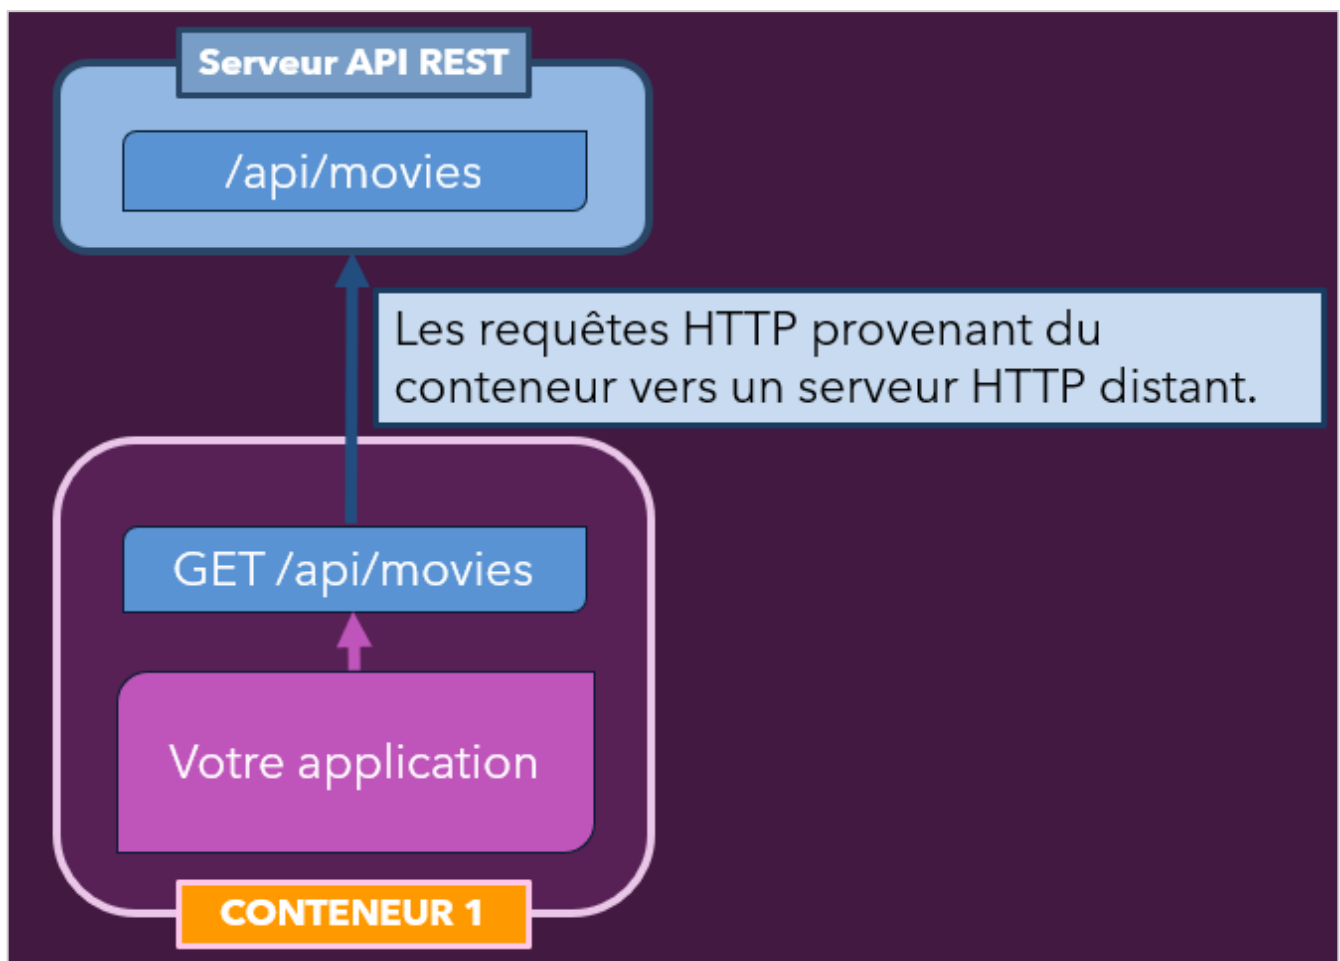 Serveur API REST
/api/movies
Les requêtes HTTP provenant du
conteneur vers un serveur HTTP distant.
GET /api/movies
Votre application
CONTENEUR 1